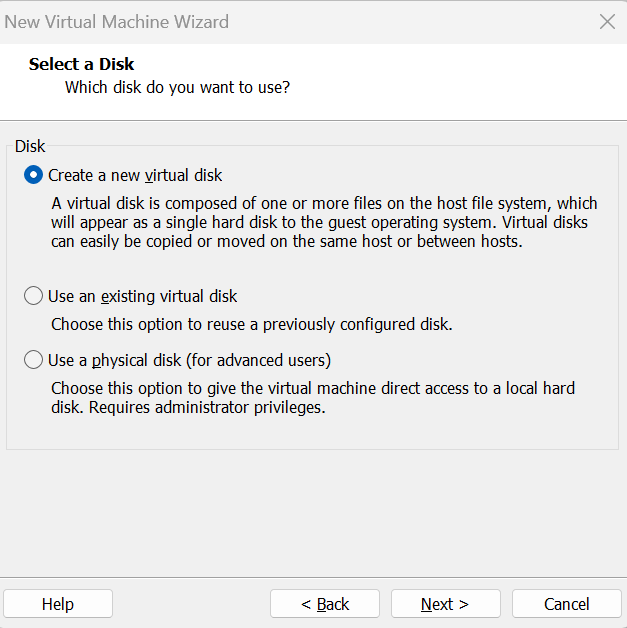 New Virtual Machine Wizard
Select a Disk
Which disk do you want to use?
Disk
Create a new virtual disk
A virtual disk is composed of one or more files on the host file system, which
will appear as a single hard disk to the guest operating system. Virtual disks
can easily be copied or moved on the same host or between hosts.
Use an existing virtual disk
Choose this option to reuse a previously configured disk.
Use a physical disk (for advanced users)
Choose this option to give the virtual machine direct access to a local hard
disk. Requires administrator privileges.
Help
< Back
Next >
Cancel